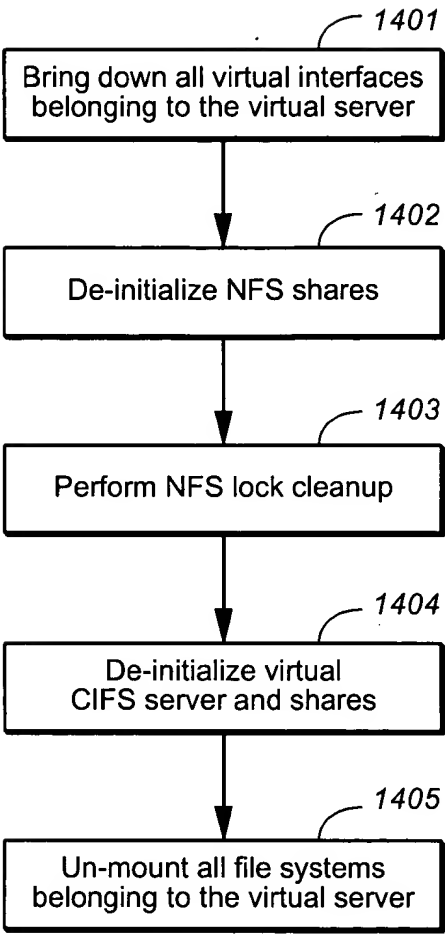 1401
Bring down all virtual interfaces
belonging to the virtual server
1402
De-initialize NFS shares
1403
Perform NFS lock cleanup
1404
De-initialize virtual
CIFS server and shares
1405
Un-mount all file systems
belonging to the virtual server